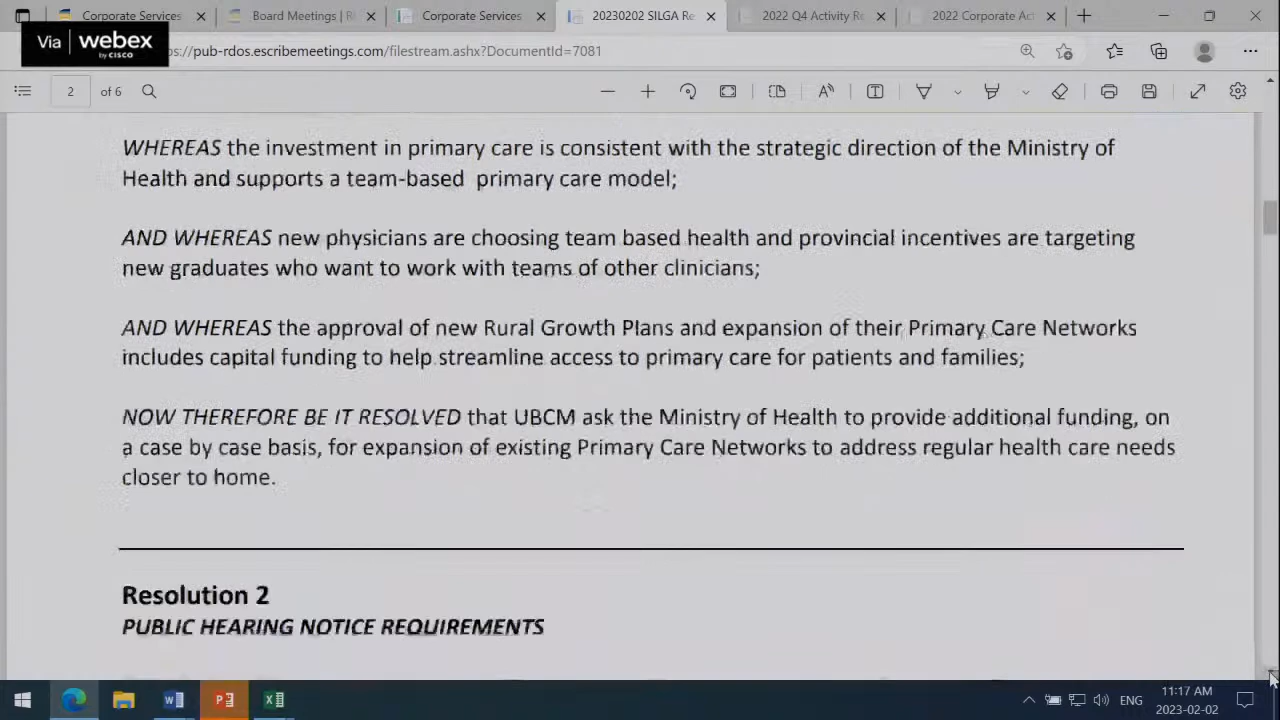 Corporate Services
Board Meetings | RI
Corporate Services
20230202 SILGA Re
2022 Q4 Activity Re
2022 Corporate Act
Via webex
by CISCO
s://pub-rdos.escribemeetings.com/filestream.ashx?DocumentId=7081
2 of 6
WHEREAS the investment in primary care is consistent with the strategic direction of the Ministry of
Health and supports a team-based primary care model;
AND WHEREAS new physicians are choosing team based health and provincial incentives are targeting
new graduates who want to work with teams of other clinicians;
AND WHEREAS the approval of new Rural Growth Plans and expansion of their Primary Care Networks
includes capital funding to help streamline access to primary care for patients and families;
NOW THEREFORE BE IT RESOLVED that UBCM ask the Ministry of Health to provide additional funding, on
a case by case basis, for expansion of existing Primary Care Networks to address regular health care needs
closer to home.
Resolution 2
PUBLIC HEARING NOTICE REQUIREMENTS
ENG
11:17 AM
2023-02-02